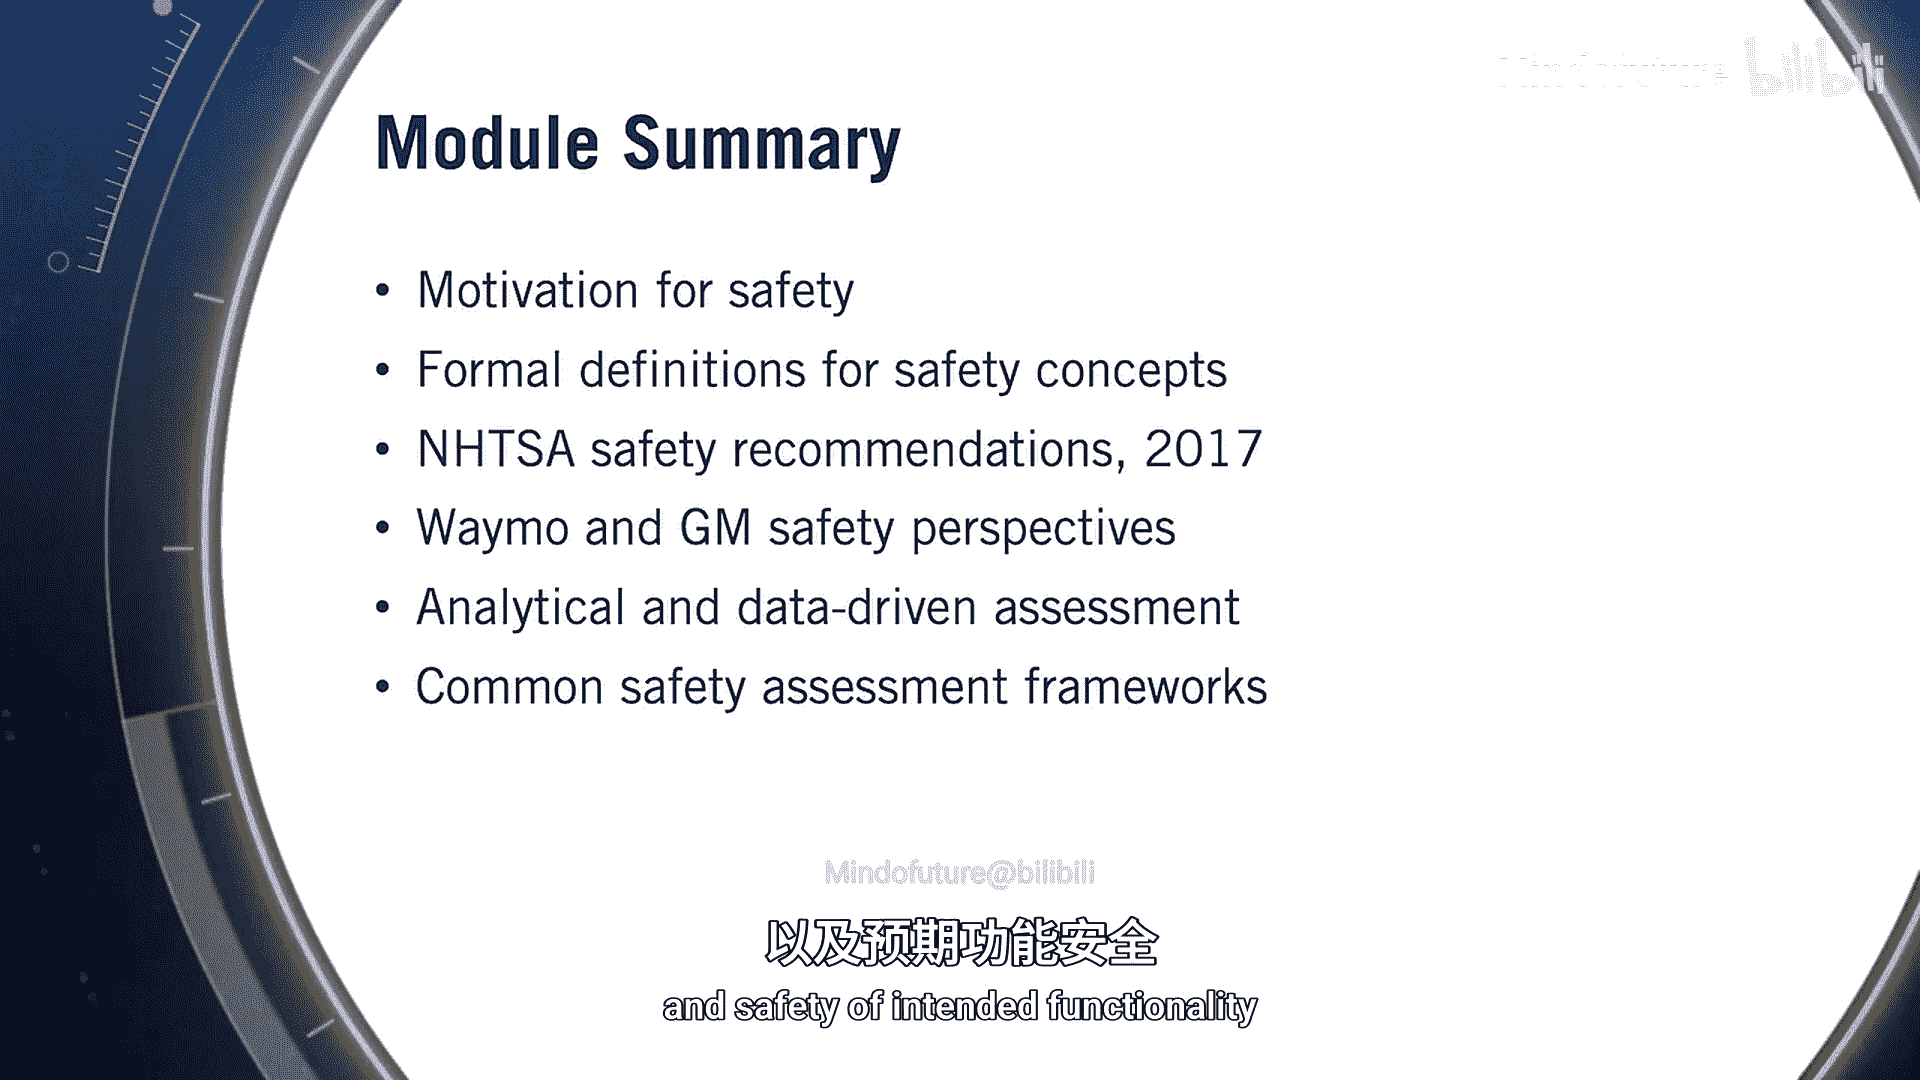 bilibili
Module Summary
• Motivation for safety
• Formal definitions for safety concepts
• NHTSA safety recommendations, 2017
• Waymo and GM safety perspectives
• Analytical and data-driven assessment
• Common safety assessment frameworks
Mindofuture@bilibili
以及预期功能安全
and safety of intended functionality